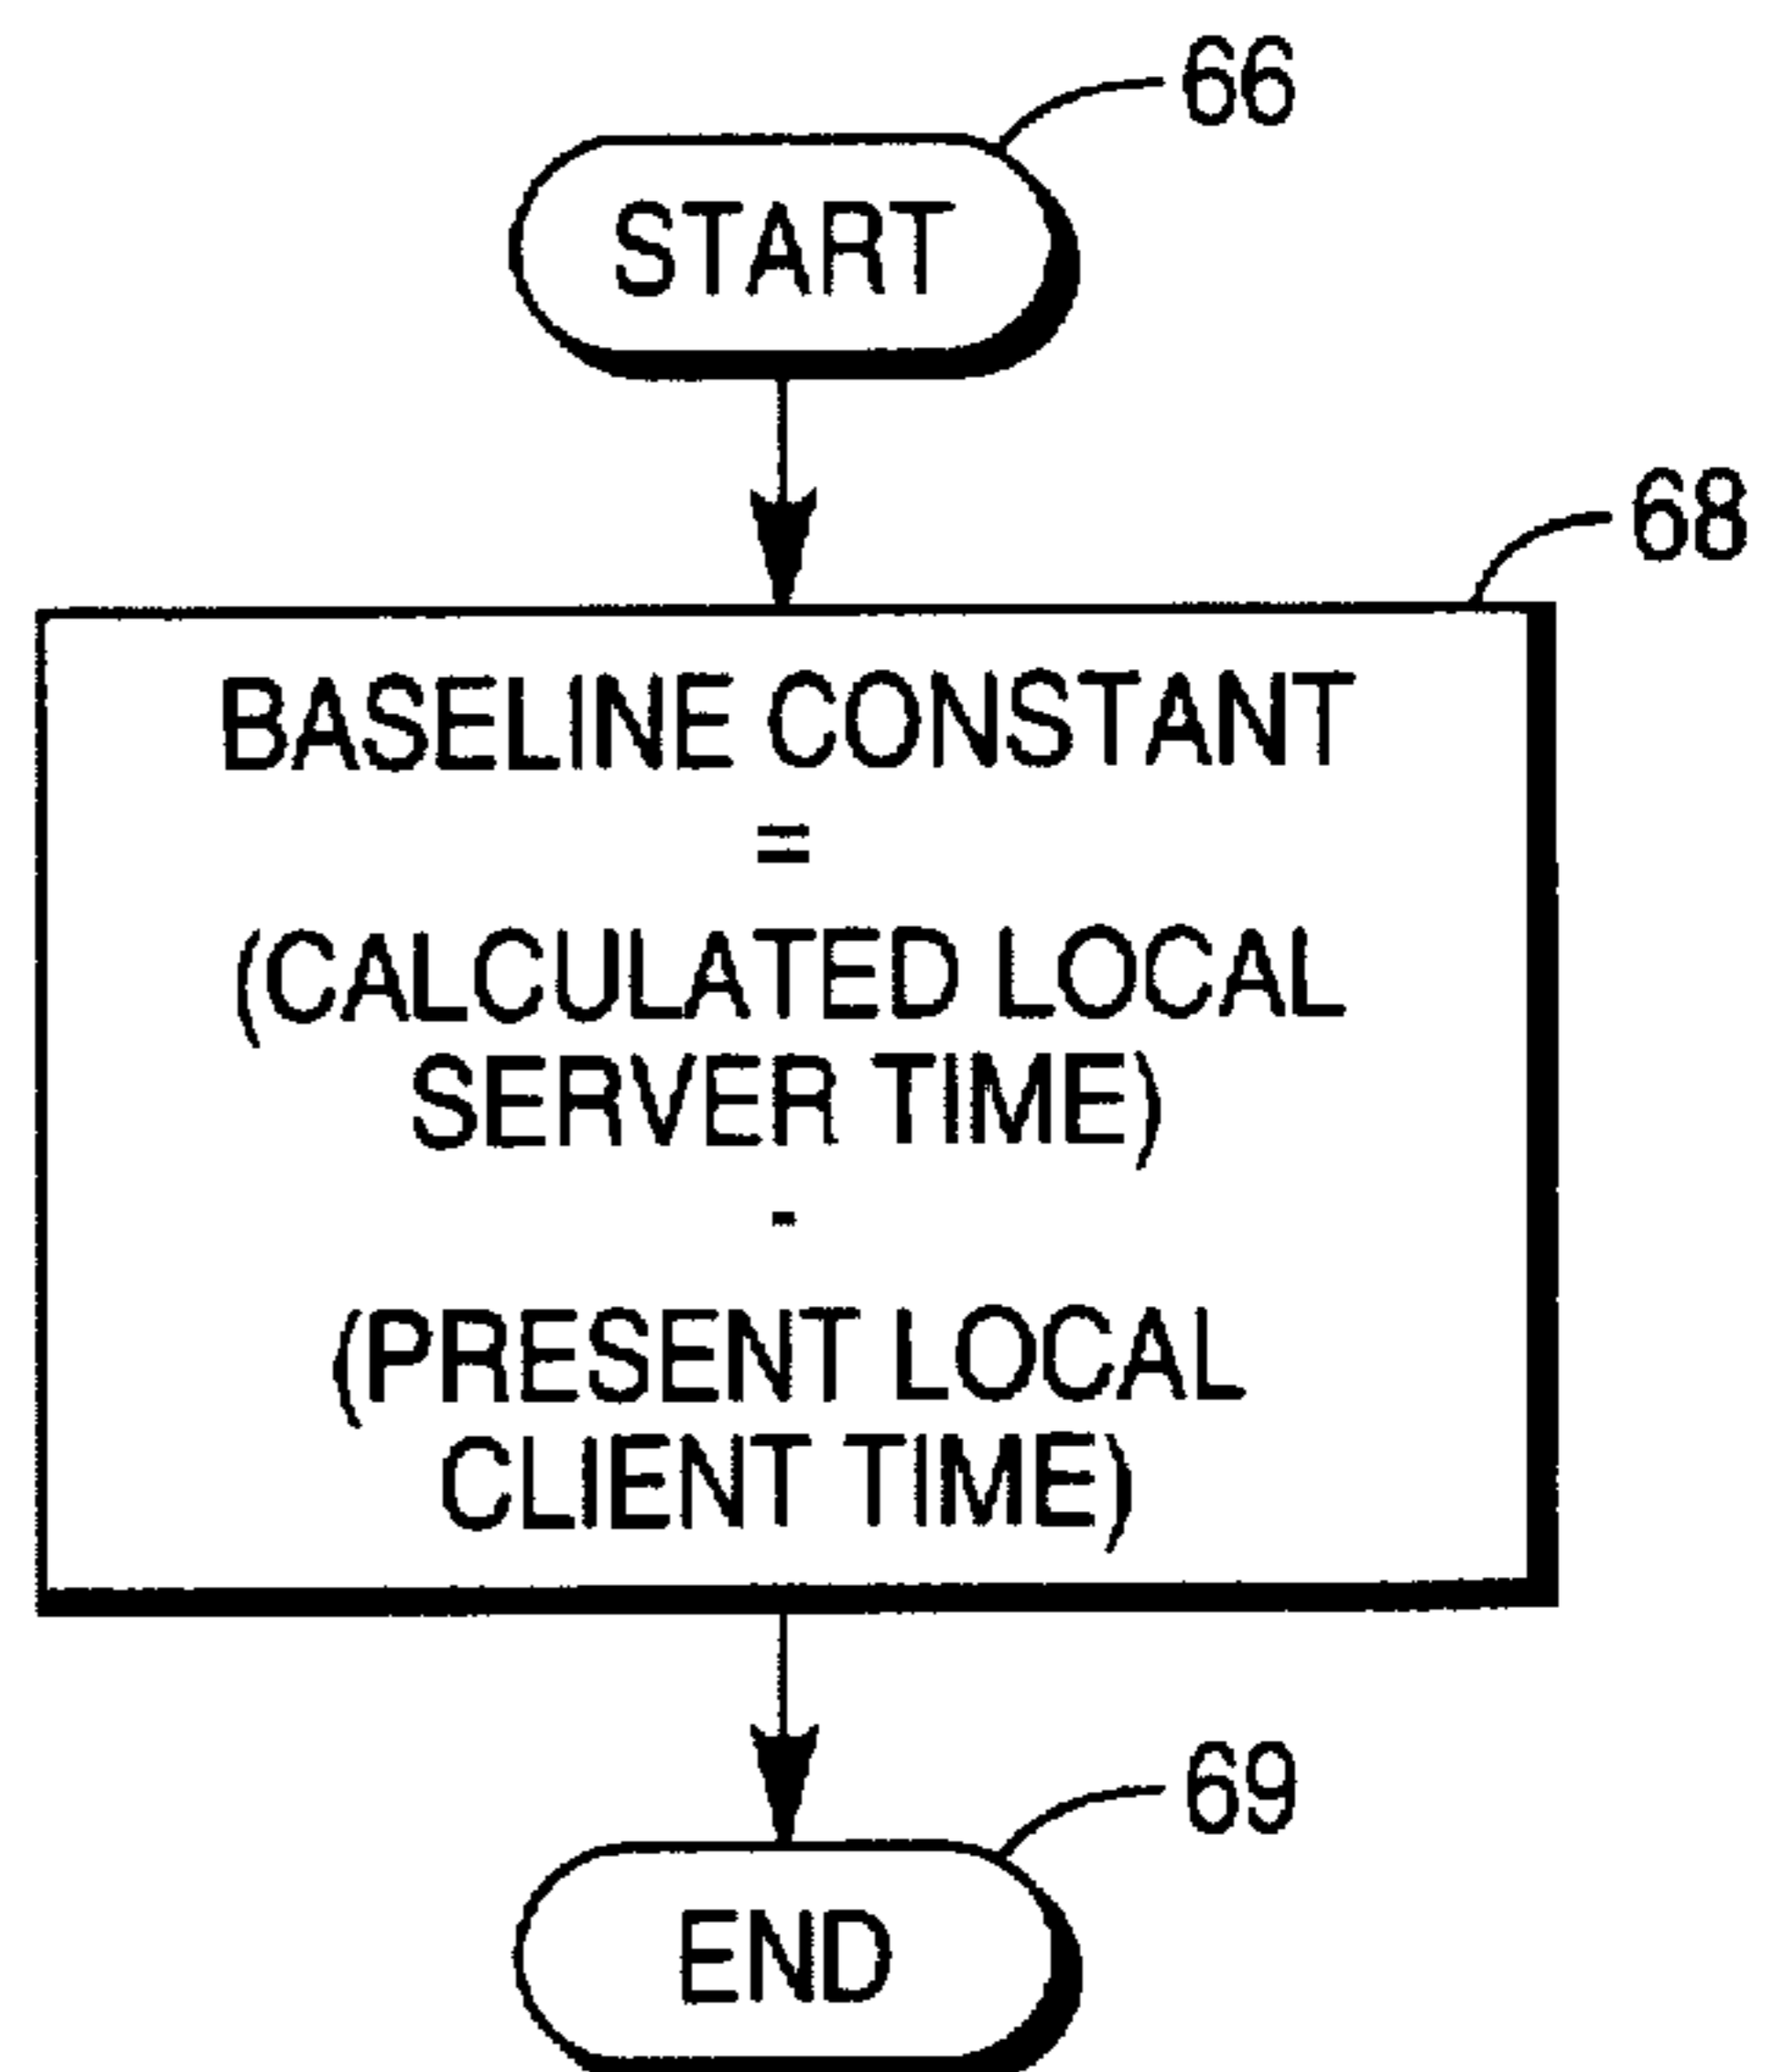 66
START
68
BASELINE CONSTANT
=
(CALCULATED LOCAL
SERVER TIME)
-
(PRESENT LOCAL
CLIENT TIME)
69
END